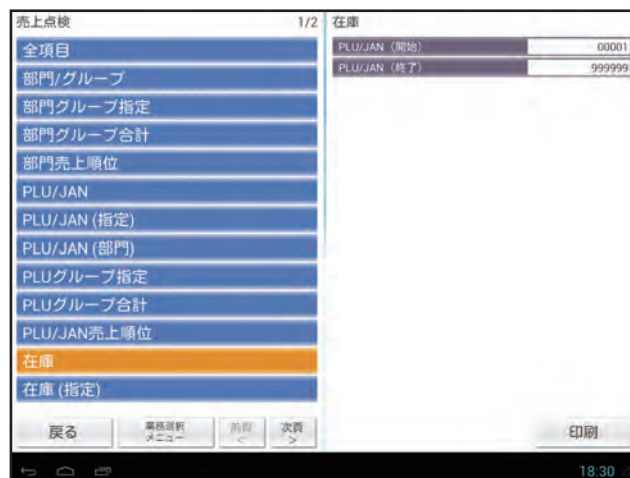 売上点検 1/2
全項目
部門/グループ
部門グループ指定
部門グループ合計
部門売上順位
PLU/JAN
PLU/JAN (指定)
PLU/JAN (部門)
PLUグループ指定
PLUグループ合計
PLU/JAN売上順位
在庫
在庫 (指定)
戻る
業務選択
メニュー
前頁
<
次頁
>
在庫
PLU/JAN（開始） 00001
PLU/JAN（終了） 999999
印刷
18:30